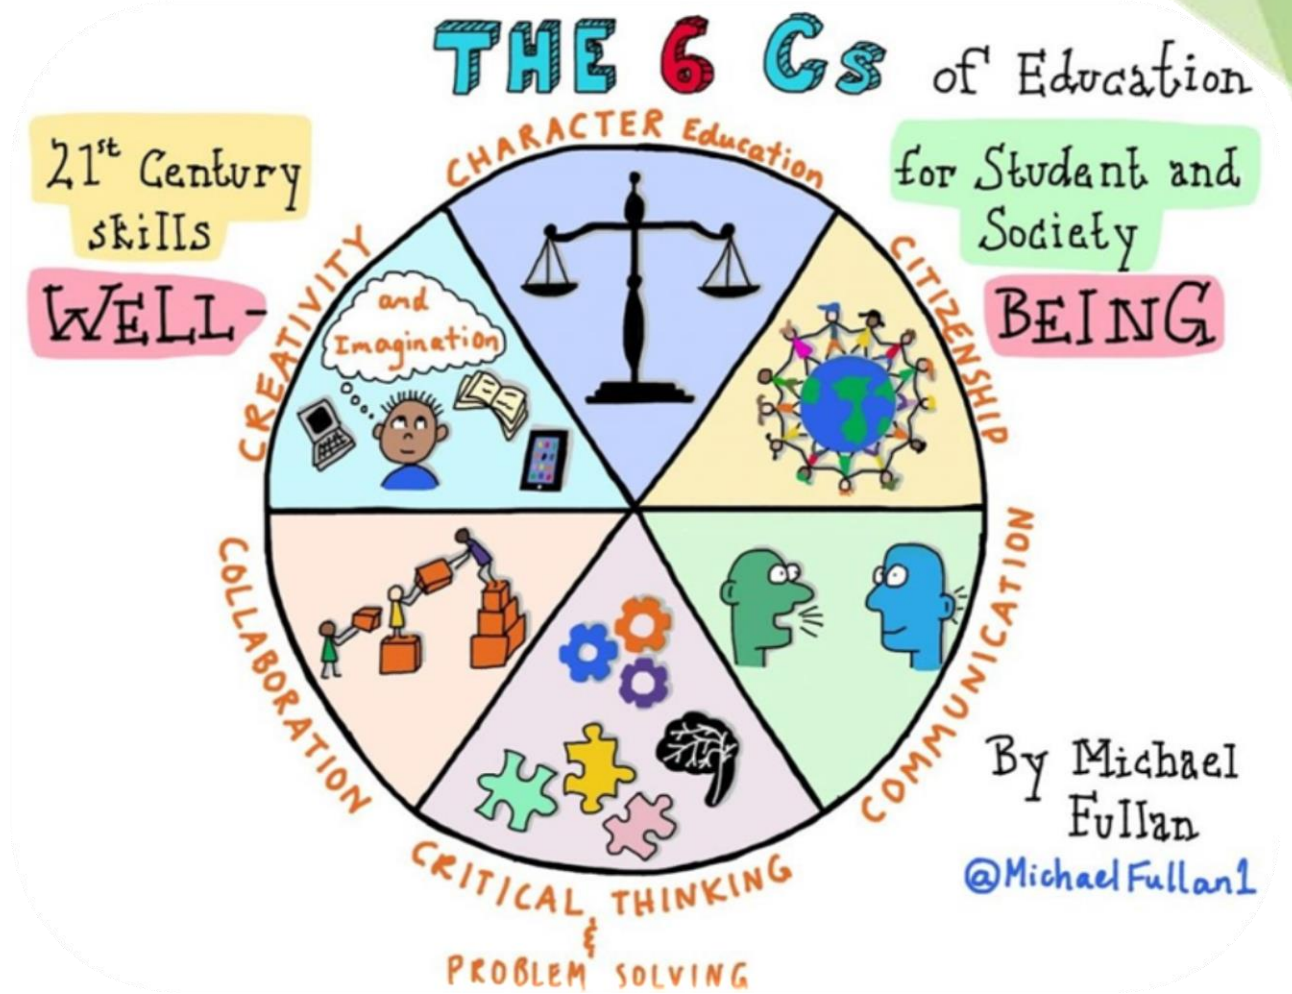 THE 6 Cs of Education
21st Century
skills
WELL-
for Student and
Society
BEING
CHARACTER Education
CITIZENSHIP
COMMUNICATION
CRITICAL THINKING
&
PROBLEM SOLVING
COLLABORATION
CREATIVITY
and
Imagination
By Michael
Fullan
@MichaelFullan1